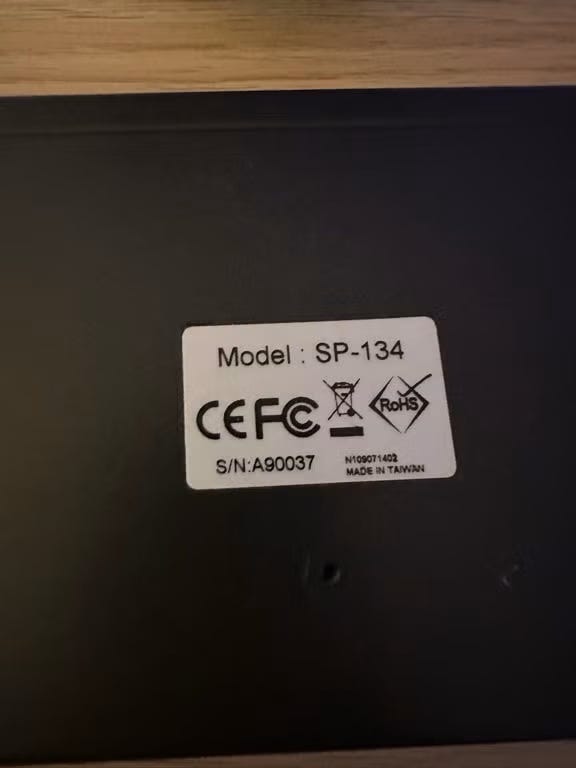 Model : SP-134
CE FC RoHS
S/N:A90037
N109071402
MADE IN TAIWAN